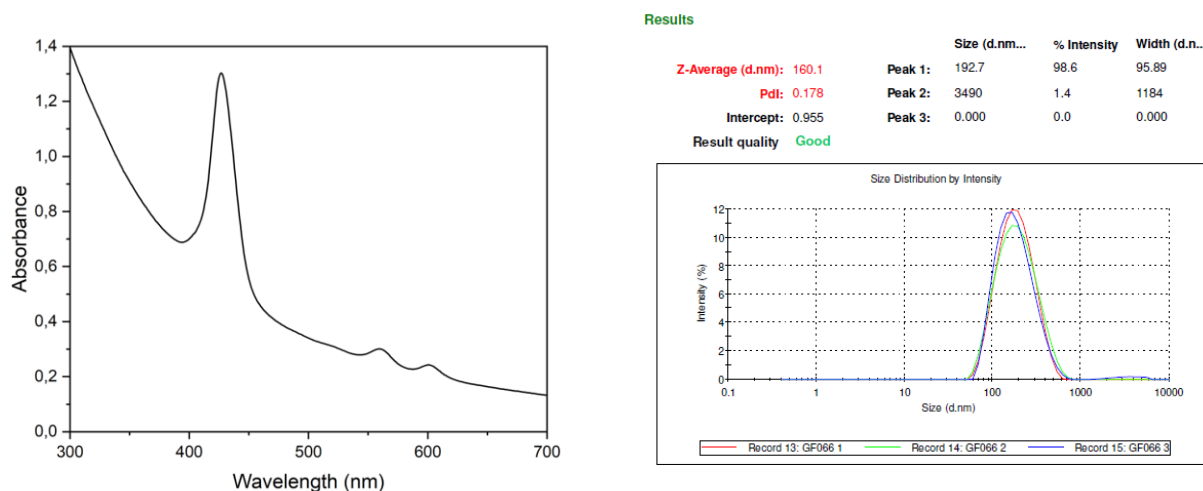 1,4
1,2
1,0
0,8
0,6
0,4
0,2
0,0
Absorbance
300 400 500 600 700
Wavelength (nm)
Results
Size (d.nm... % Intensity Width (d.n...
Z-Average (d.nm): 160.1 Peak 1: 192.7 98.6 95.89
PdI: 0.178 Peak 2: 3490 1.4 1184
Intercept: 0.955 Peak 3: 0.000 0.0 0.000
Result quality Good
Size Distribution by Intensity
12
10
8
6
4
2
0
Intensity (%)
0.1 1 10 100 1000 10000
Size (d.nm)
Record 13: GF066 1 Record 14: GF066 2 Record 15: GF066 3